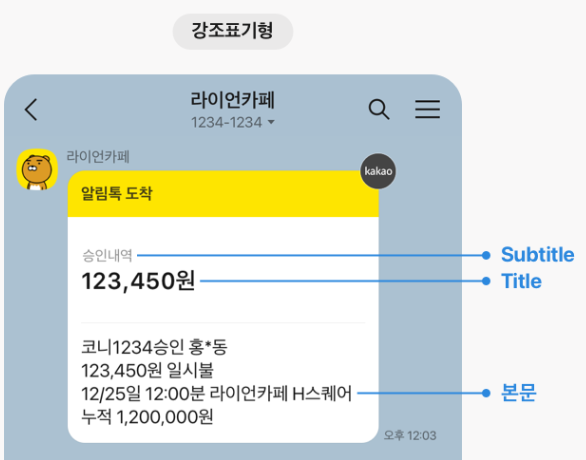 강조표기형
라이언카페
1234-1234
라이언카페
kakao
알림톡 도착
승인내역
Subtitle
123,450원
Title
코니1234승인 홍*동
123,450원 일시불
12/25일 12:00분 라이언카페 H스퀘어
본문
누적 1,200,000원
오후 12:03